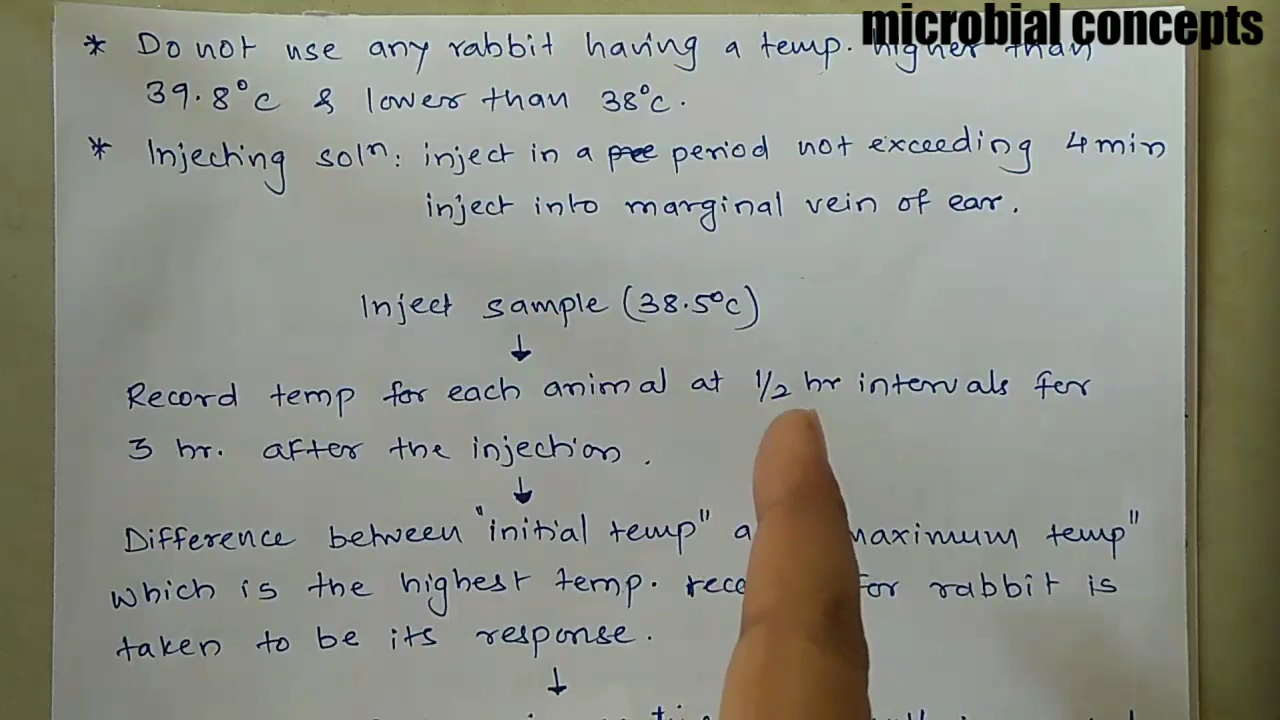 microbial concepts
* Do not use any rabbit having a temp. higher than
39.8°c & lower than 38°c.
* Injecting solⁿ: inject in a period not exceeding 4 min
inject into marginal vein of ear.
Inject sample (38.5°c)
↓
Record temp for each animal at 1/2 hr intervals for
3 hr. after the injection.
↓
Difference between "initial temp" maximum temp"
which is the highest temp. for rabbit is
taken to be its response.
↓